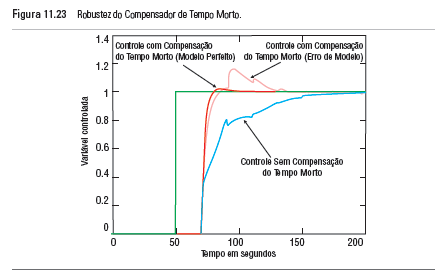 Figura 11.23 Robustez do Compensador de Tempo Morto.
1.4
1.2
1
0.8
0.6
0.4
0.2
0
Variável controlada
Controle com Compensação
do Tempo Morto (Modelo Perfeito)
Controle com Compensação
do Tempo Morto (Erro de Modelo)
Controle Sem Compensação
do Tempo Morto
0 50 100 150 200
Tempo em segundos